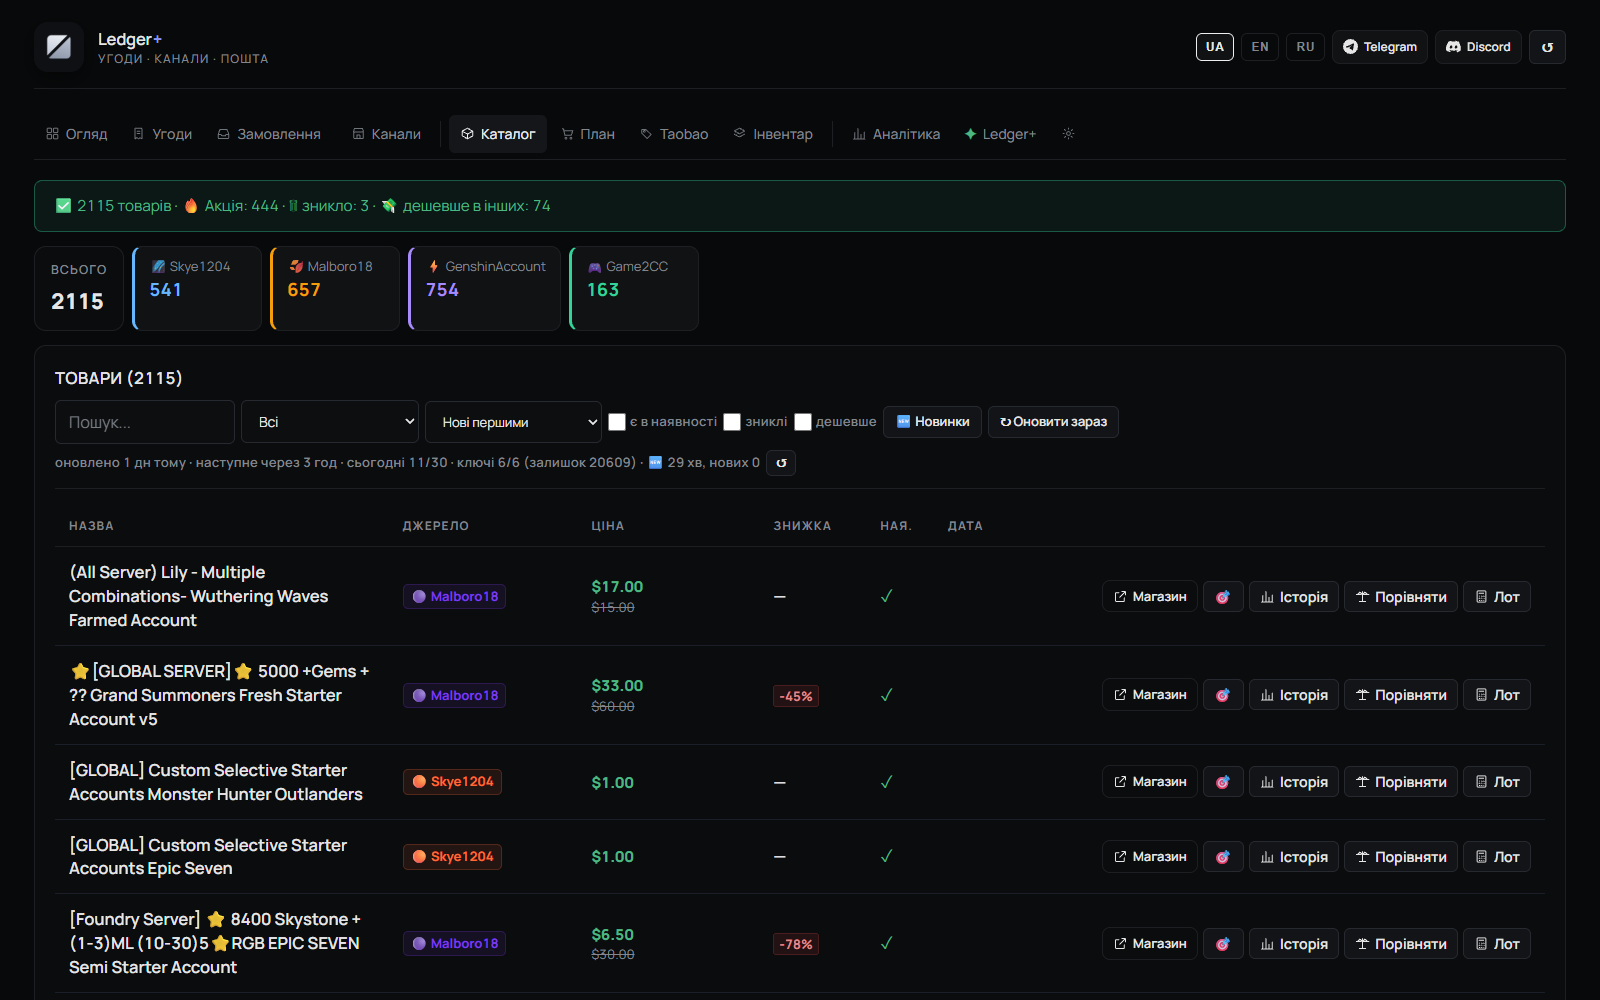 Ledger+
УГОДИ · КАНАЛИ · ПОШТА
UA
EN
RU
Telegram
Discord
↺
Огляд
Угоди
Замовлення
Канали
Каталог
План
Taobao
Інвентар
Аналітика
Ledger+
✅ 2115 товарів · 🔥 Акція: 444 · зникло: 3 · 💸 дешевше в інших: 74
ВСЬОГО
2115
Skye1204
541
Malboro18
657
⚡ GenshinAccount
754
🎮 Game2CC
163
ТОВАРИ (2115)
Пошук...
Всі
Нові першими
є в наявності
зниклі
дешевше
🆕 Новинки
↻ Оновити зараз
оновлено 1 дн тому · наступне через 3 год · сьогодні 11/30 · ключі 6/6 (залишок 20609) · 🆕 29 хв, нових 0
↺
НАЗВА
ДЖЕРЕЛО
ЦІНА
ЗНИЖКА
НАЯ.
ДАТА
(All Server) Lily - Multiple
Combinations- Wuthering Waves
Farmed Account
Malboro18
$17.00
$15.00
—
✓
Магазин
🎯
Історія
Порівняти
Лот
⭐[GLOBAL SERVER]⭐ 5000 +Gems +
?? Grand Summoners Fresh Starter
Account v5
Malboro18
$33.00
$60.00
-45%
✓
Магазин
🎯
Історія
Порівняти
Лот
[GLOBAL] Custom Selective Starter
Accounts Monster Hunter Outlanders
Skye1204
$1.00
—
✓
Магазин
🎯
Історія
Порівняти
Лот
[GLOBAL] Custom Selective Starter
Accounts Epic Seven
Skye1204
$1.00
—
✓
Магазин
🎯
Історія
Порівняти
Лот
[Foundry Server] ⭐ 8400 Skystone +
(1-3)ML (10-30)5⭐RGB EPIC SEVEN
Semi Starter Account
Malboro18
$6.50
$30.00
-78%
✓
Магазин
🎯
Історія
Порівняти
Лот